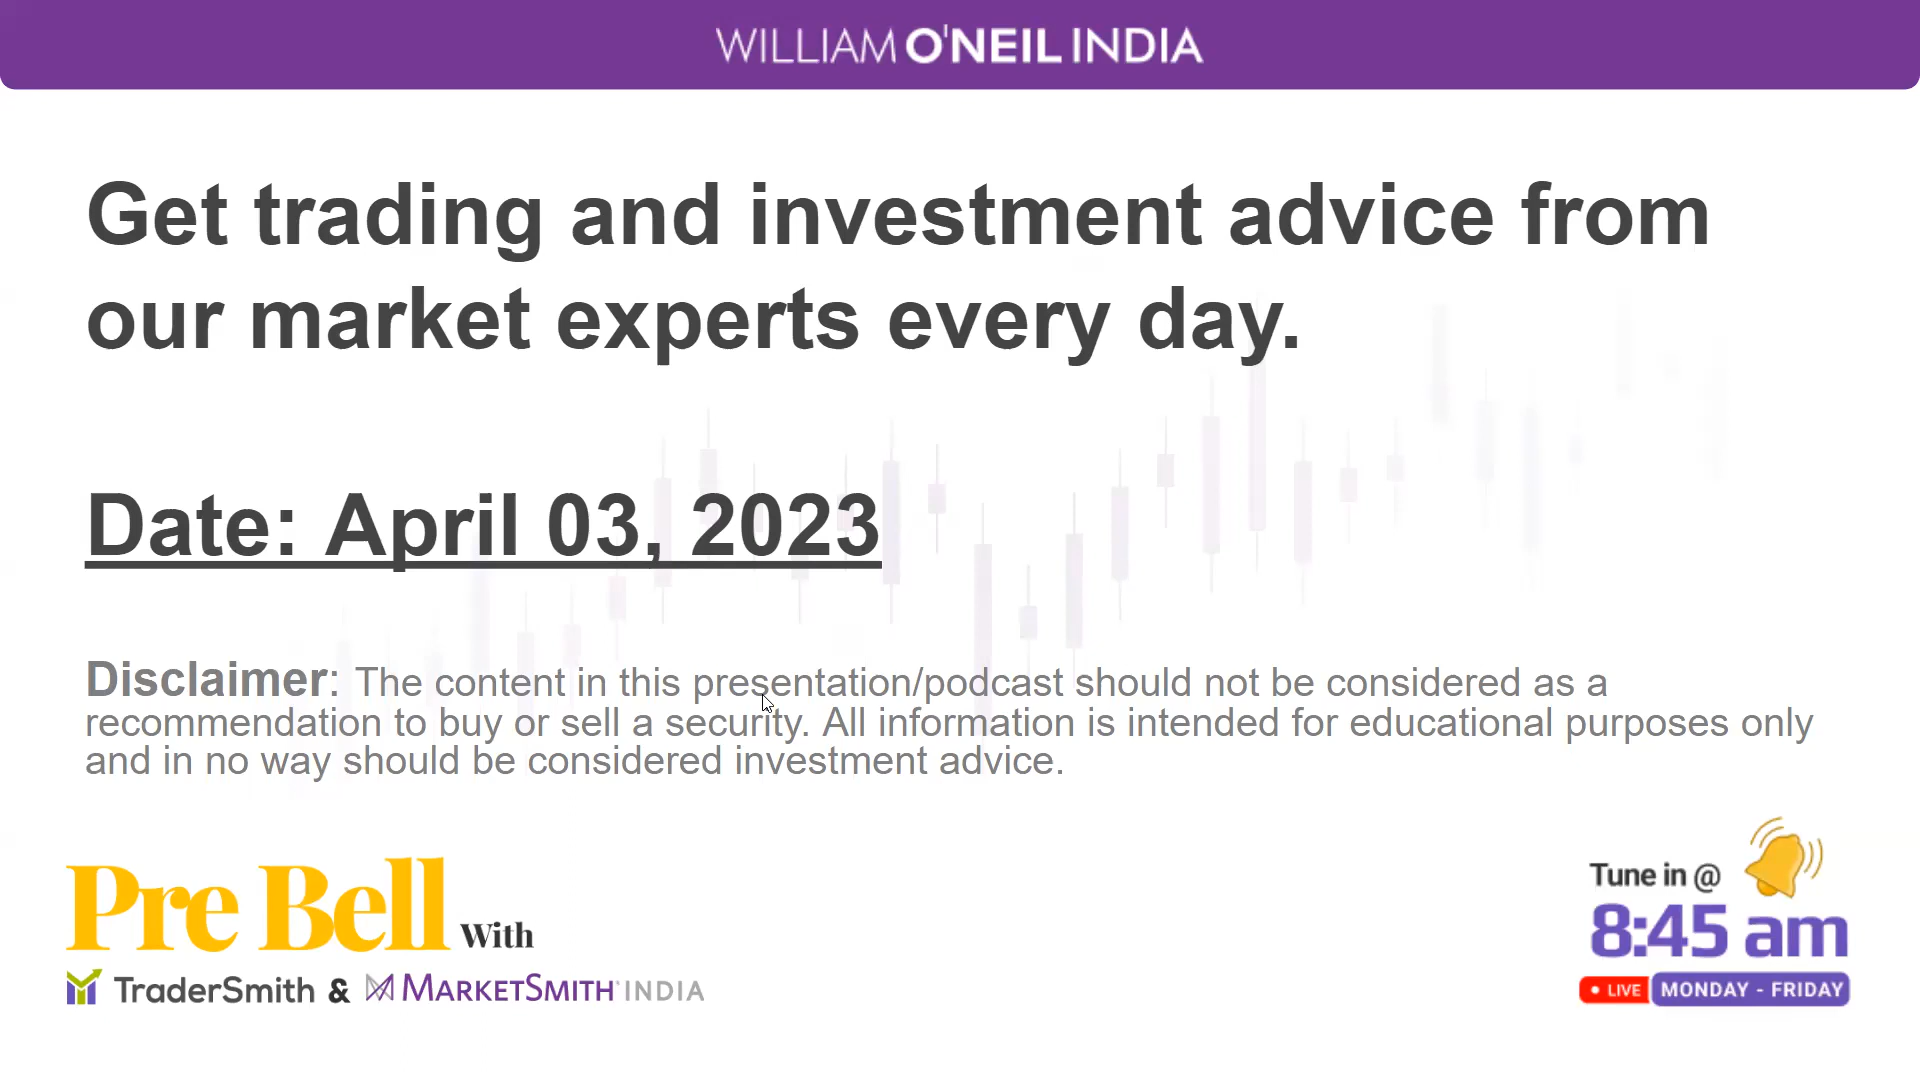 WILLIAM O'NEIL INDIA
Get trading and investment advice from
our market experts every day.
Date: April 03, 2023
Disclaimer: The content in this presentation/podcast should not be considered as a
recommendation to buy or sell a security. All information is intended for educational purposes only
and in no way should be considered investment advice.
Pre Bell With
TraderSmith & MARKETSMITH INDIA
Tune in @
8:45 am
LIVE MONDAY - FRIDAY